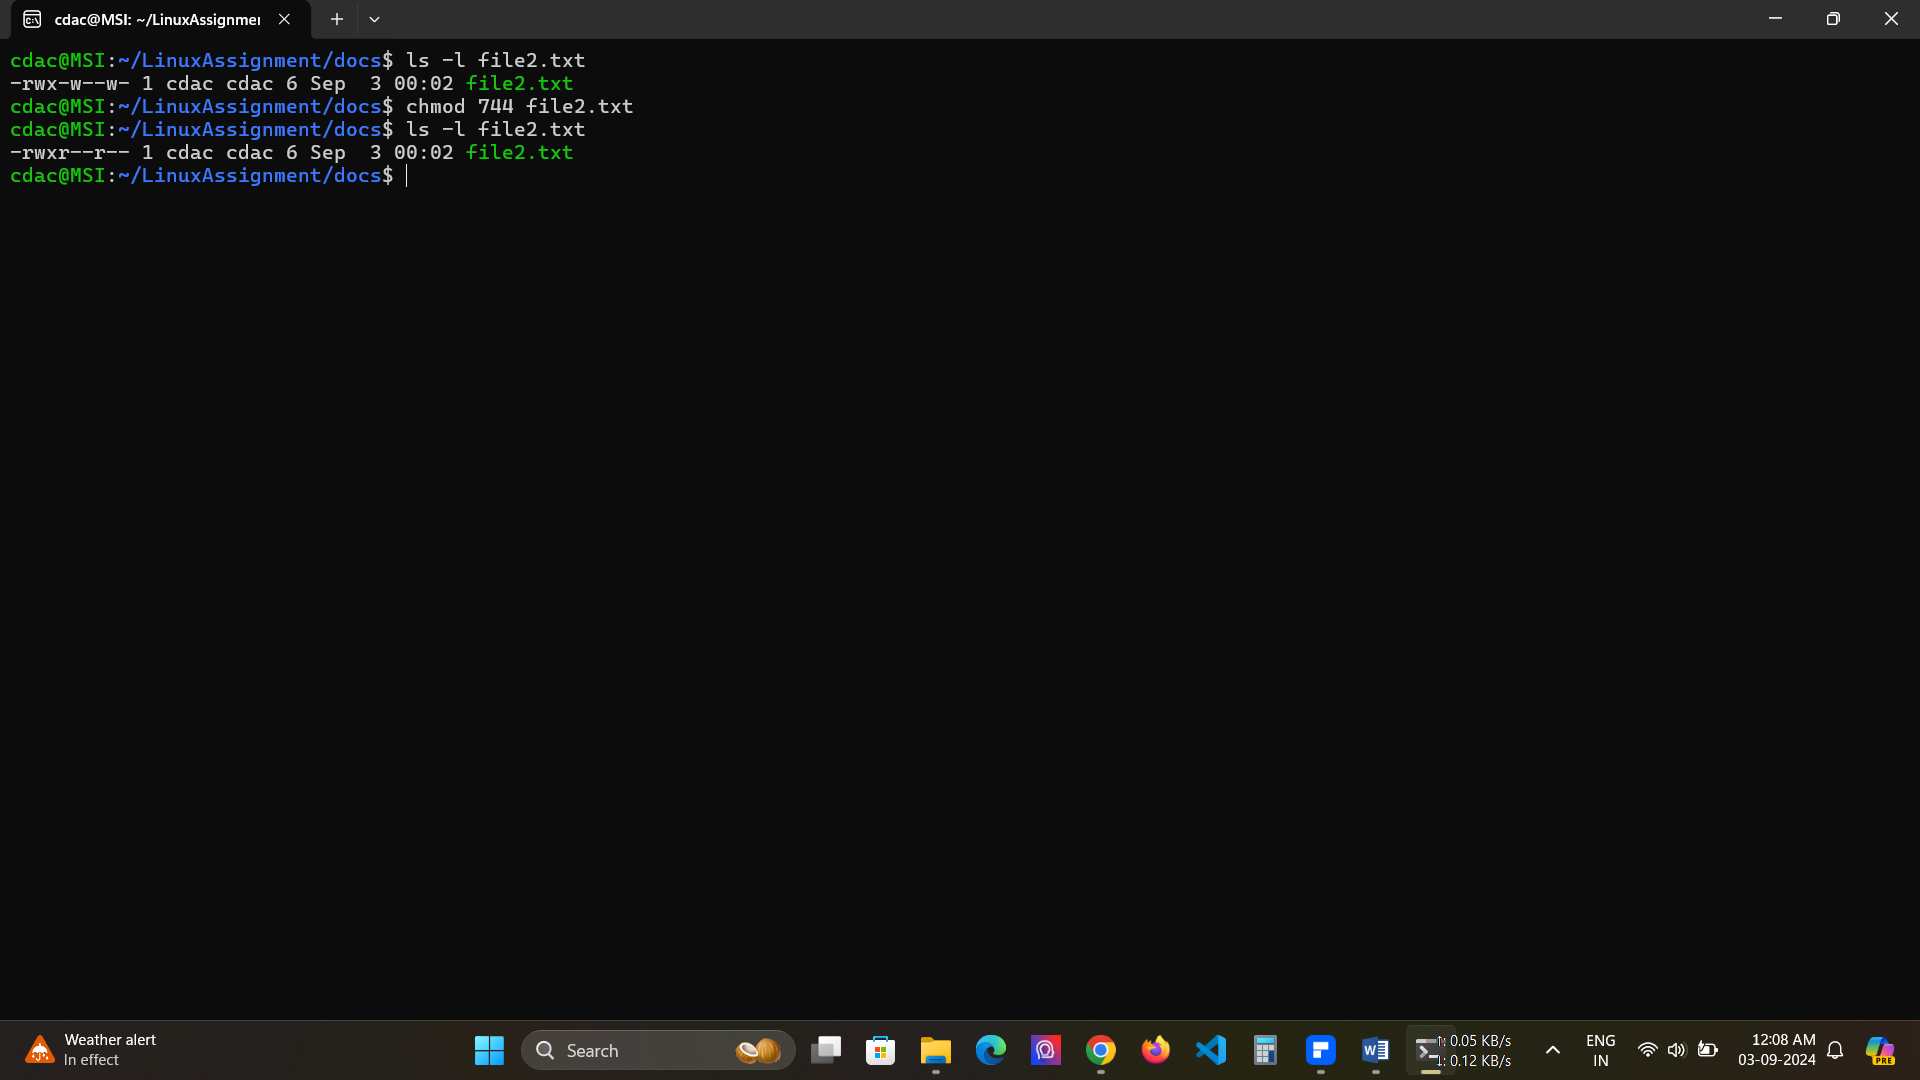 cdac@MSI: ~/LinuxAssignmer
cdac@MSI:~/LinuxAssignment/docs$ ls -l file2.txt
-rwx-w--w- 1 cdac cdac 6 Sep  3 00:02 file2.txt
cdac@MSI:~/LinuxAssignment/docs$ chmod 744 file2.txt
cdac@MSI:~/LinuxAssignment/docs$ ls -l file2.txt
-rwxr--r-- 1 cdac cdac 6 Sep  3 00:02 file2.txt
cdac@MSI:~/LinuxAssignment/docs$
Weather alert
In effect
Search
W
↑: 0.05 KB/s
↓: 0.12 KB/s
ENG
IN
12:08 AM
03-09-2024
PRE